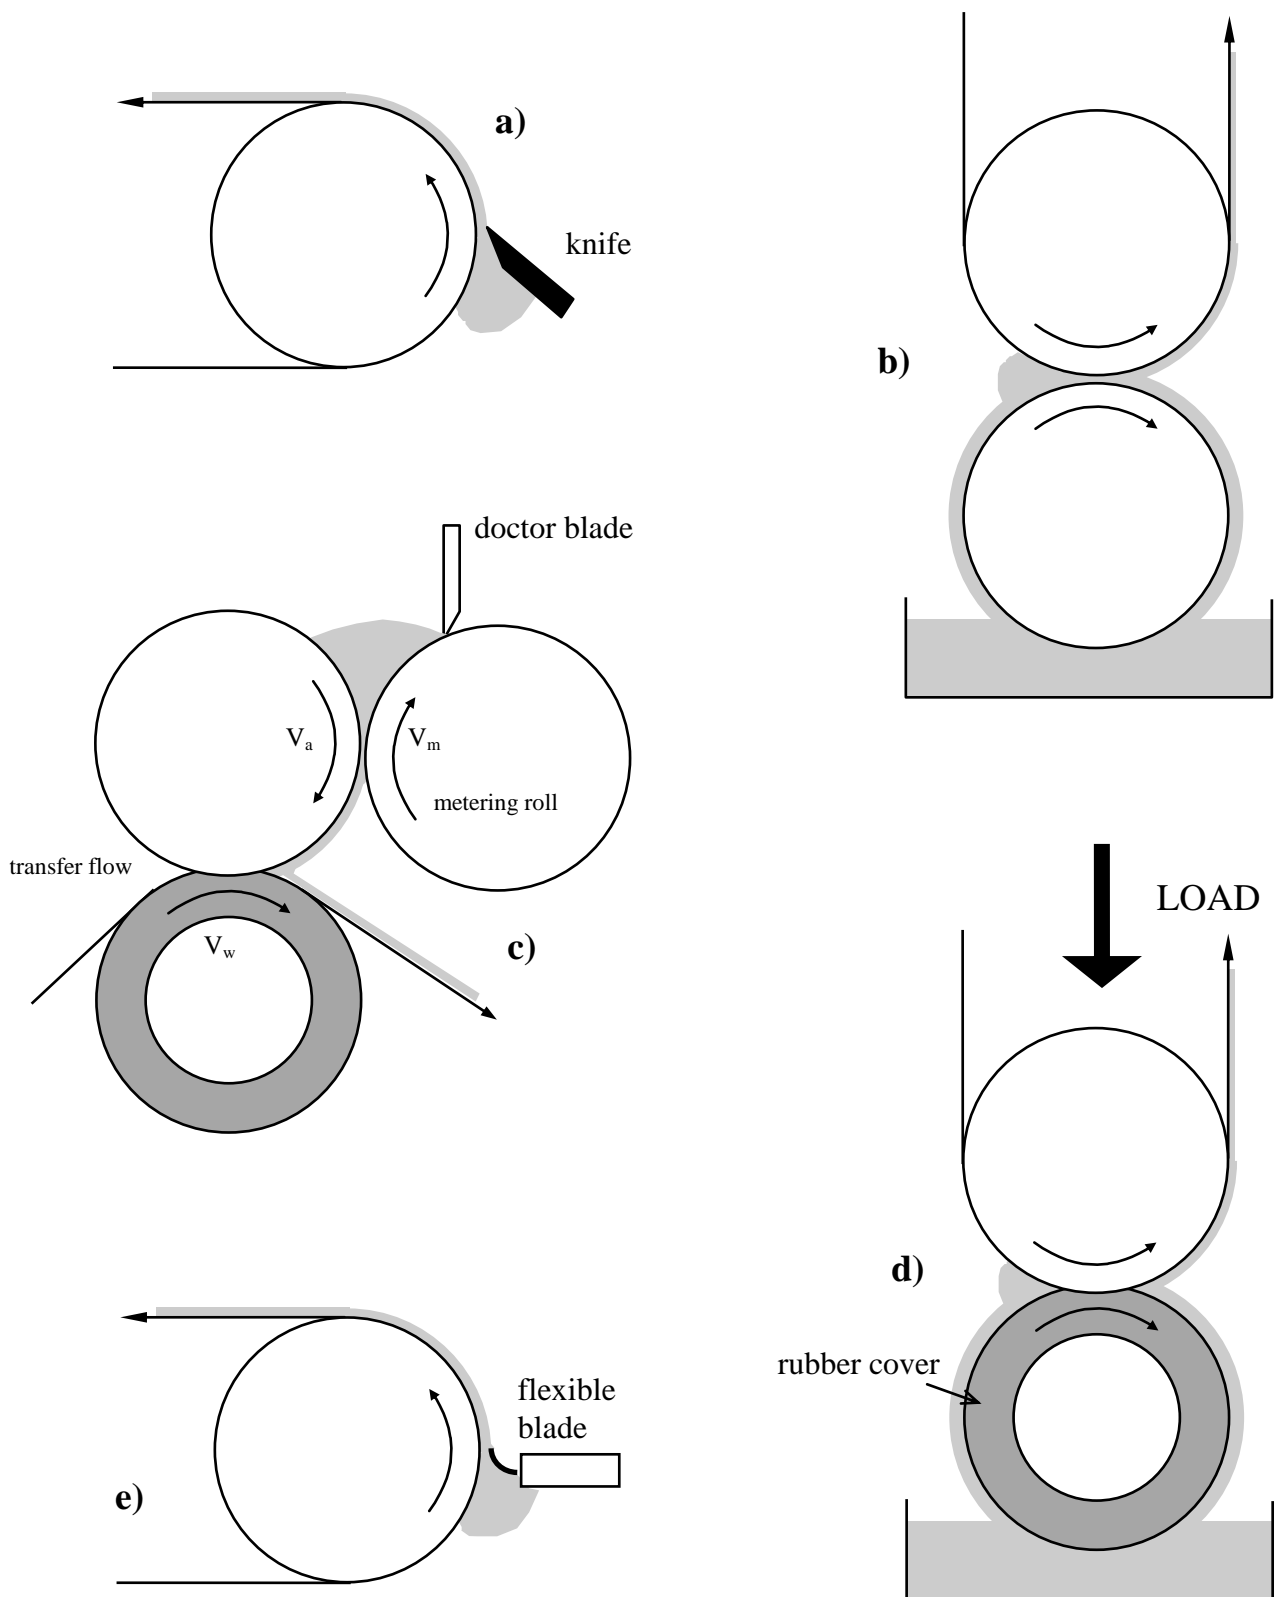 a)
knife
b)
doctor blade
V_a
V_m
metering roll
transfer flow
V_w
c)
LOAD
d)
rubber cover
flexible
blade
e)